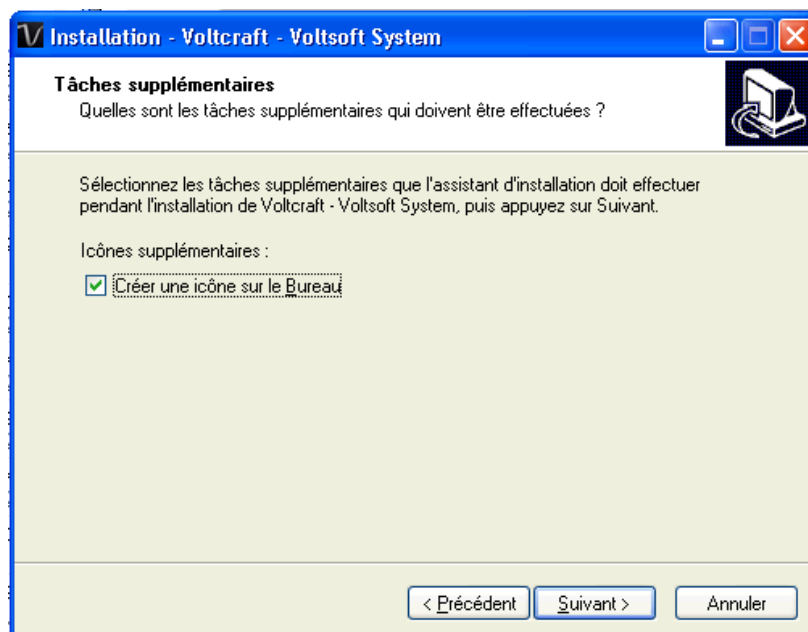 Installation - Voltcraft - Voltsoft System
Tâches supplémentaires
Quelles sont les tâches supplémentaires qui doivent être effectuées ?
Sélectionnez les tâches supplémentaires que l'assistant d'installation doit effectuer
pendant l'installation de Voltcraft - Voltsoft System, puis appuyez sur Suivant.
Icônes supplémentaires :
Créer une icône sur le Bureau
< Précédent Suivant > Annuler